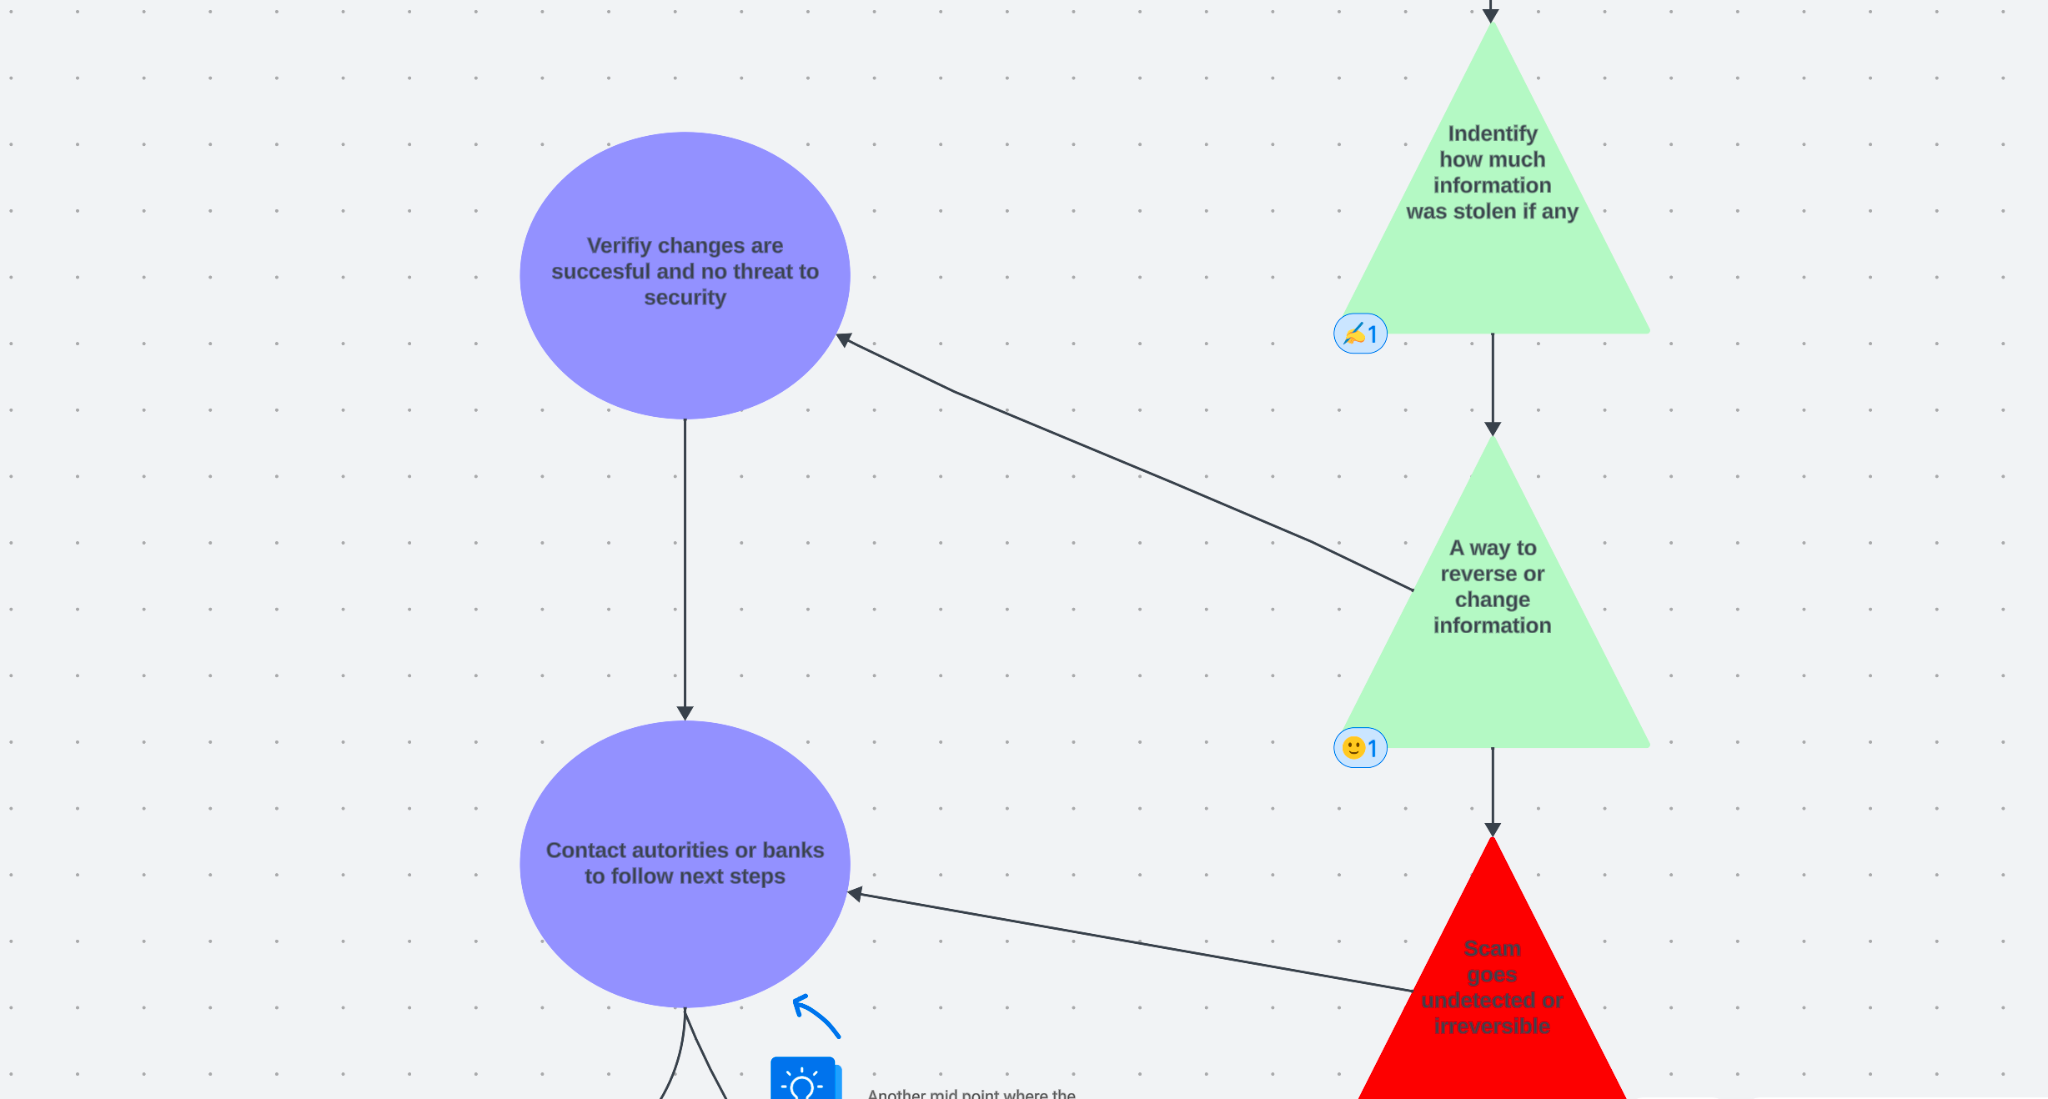 Indentify
how much
information
was stolen if any
1
Verifiy changes are
succesful and no threat to
security
A way to
reverse or
change
information
1
Contact autorities or banks
to follow next steps
Scam
goes
undetected or
irreversible
Another mid point where the